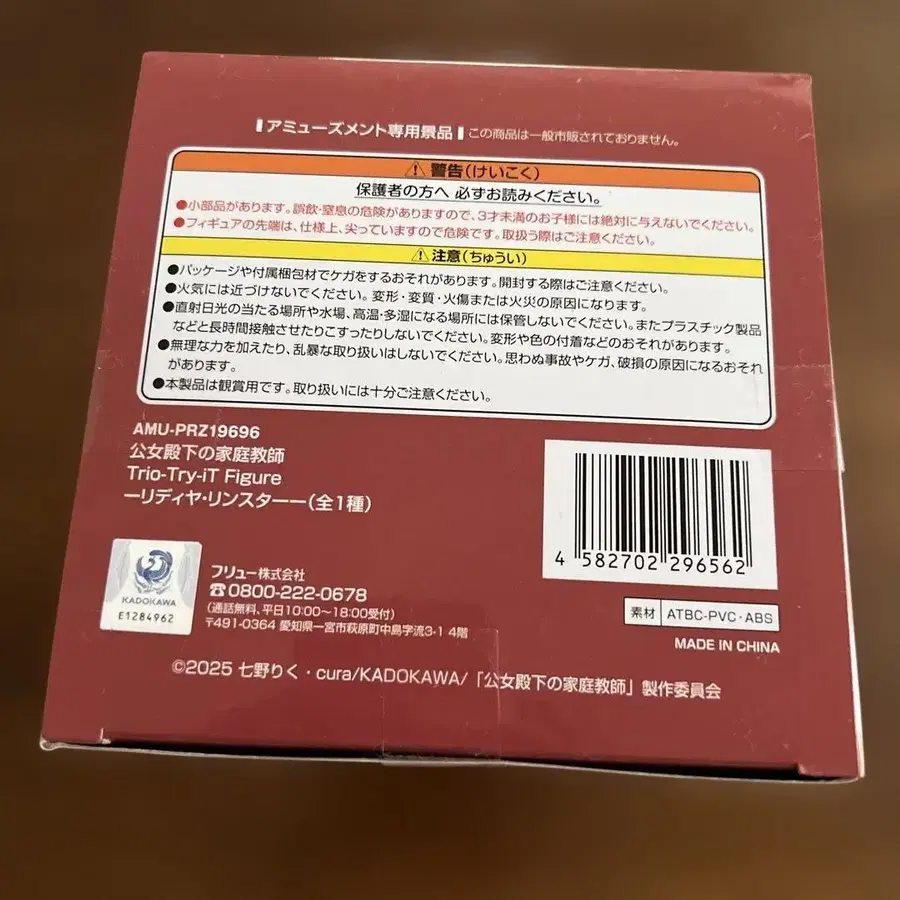 アミューズメント専用景品 この商品は一般市販されておりません。
警告(けいこく)
保護者の方へ 必ずお読みください。
●小部品があります。誤飲・窒息の危険がありますので、3才未満のお子様には絶対に与えないでください。
●フィギュアの先端は、仕様上、尖っていますので危険です。取扱う際はご注意ください。
注意(ちゅうい)
●パッケージや付属梱包材でケガをするおそれがあります。開封する際はご注意ください。
●火気には近づけないでください。変形・変質・火傷または火災の原因になります。
●直射日光の当たる場所や水場、高温・多湿になる場所には保管しないでください。またプラスチック製品
などと長時間接触させたりこすったりしないでください。変形や色の付着などのおそれがあります。
●無理な力を加えたり、乱暴な取り扱いはしないでください。思わぬ事故やケガ、破損の原因になるおそれ
があります。
●本製品は観賞用です。取り扱いには十分ご注意ください。
AMU-PRZ19696
公女殿下の家庭教師
Trio-Try-iT Figure
ーリディヤ・リンスターー(全1種)
4 582702 296562
KADOKAWA
E1284962
フリュー株式会社
☎0800-222-0678
(通話無料、平日10:00～18:00受付)
〒491-0364 愛知県一宮市萩原町中島字流3-1 4階
素材 ATBC-PVC・ABS
MADE IN CHINA
©2025 七野りく・cura/KADOKAWA/「公女殿下の家庭教師」製作委員会